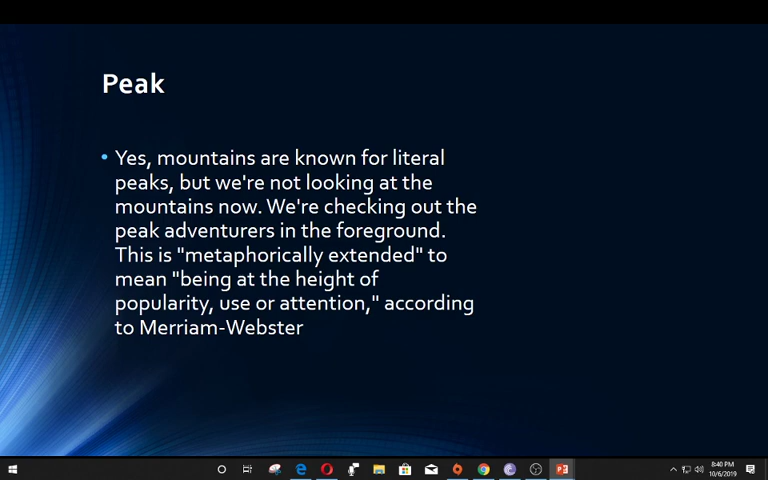 Peak
• Yes, mountains are known for literal
peaks, but we're not looking at the
mountains now. We're checking out the
peak adventurers in the foreground.
This is "metaphorically extended" to
mean "being at the height of
popularity, use or attention," according
to Merriam-Webster
8:40 PM
10/6/2019